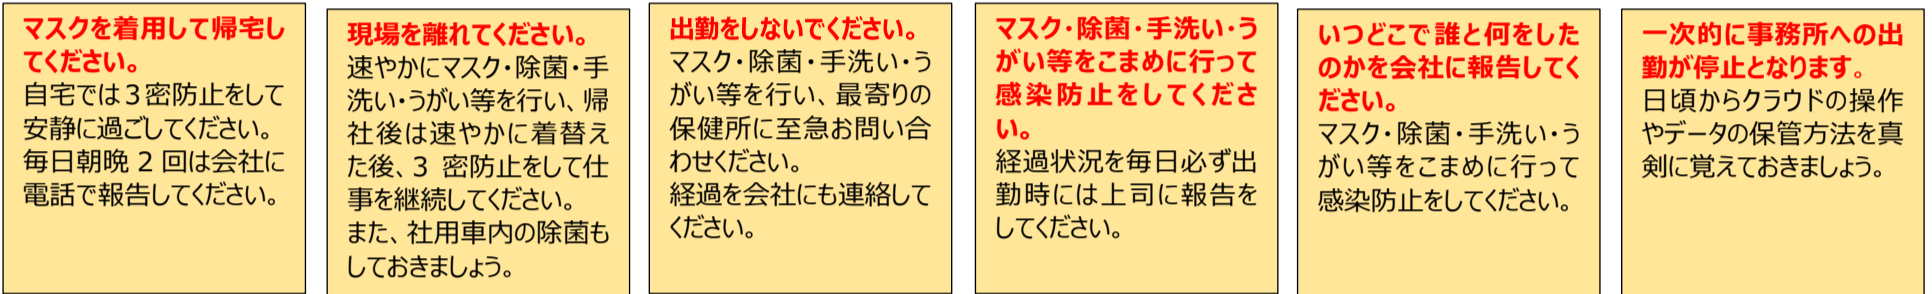 マスクを着用して帰宅し
てください。
自宅では３密防止をして
安静に過ごしてください。
毎日朝晩 2 回は会社に
電話で報告してください。
現場を離れてください。
速やかにマスク・除菌・手
洗い・うがい等を行い、帰
社後は速やかに着替え
た後、3 密防止をして仕
事を継続してください。
また、社用車内の除菌も
しておきましょう。
出勤をしないでください。
マスク・除菌・手洗い・う
がい等を行い、最寄りの
保健所に至急お問い合
わせください。
経過を会社にも連絡して
ください。
マスク・除菌・手洗い・う
がい等をこまめに行って
感染防止をしてくださ
い。
経過状況を毎日必ず出
勤時には上司に報告を
してください。
いつどこで誰と何をした
のかを会社に報告してく
ださい。
マスク・除菌・手洗い・う
がい等をこまめに行って
感染防止をしてください。
一次的に事務所への出
勤が停止となります。
日頃からクラウドの操作
やデータの保管方法を真
剣に覚えておきましょう。